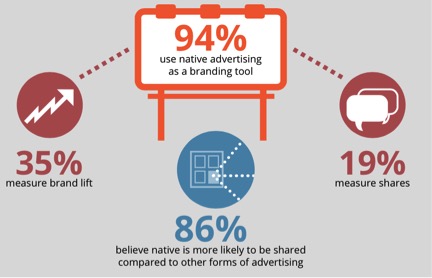 94%
use native advertising
as a branding tool
35%
measure brand lift
19%
measure shares
86%
believe native is more likely to be shared
compared to other forms of advertising